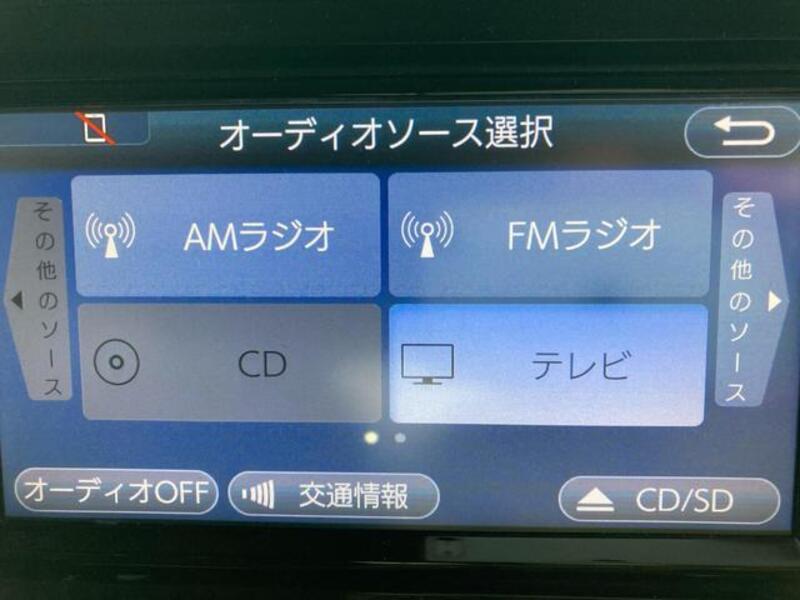 オーディオソース選択
その他のソース
AMラジオ
FMラジオ
その他のソース
CD
テレビ
オーディオOFF
交通情報
CD/SD